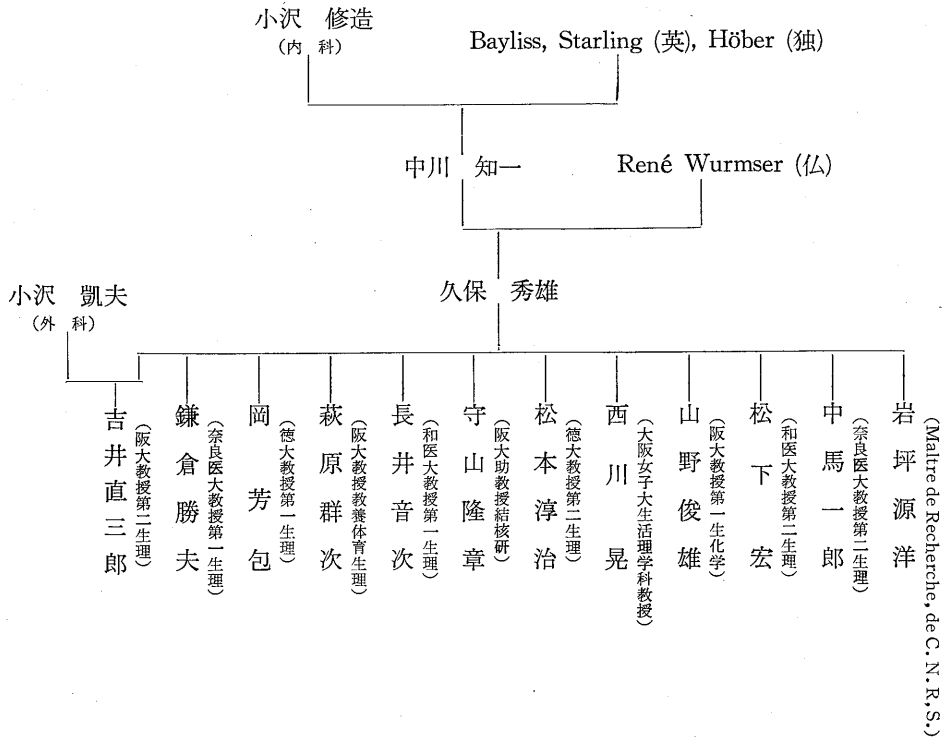 小沢 修造
(内 科)
Bayliss, Starling (英), Höber (独)
中川 知一
René Wurmser (仏)
久保 秀雄
小沢 凱夫
(外 科)
吉井直三郎
(阪大教授第二生理)
鎌倉勝夫
(奈良医大教授第一生理)
岡芳包
(徳大教授第一生理)
萩原群次
(阪大教授教養体育生理)
長井音次
(和医大教授第一生理)
守山隆章
(阪大助教授結核研)
松本淳治
(徳大教授第二生理)
西川晃
(大阪女子大生活理学科教授)
山野俊雄
(阪大教授第一生化学)
松下宏
(和医大教授第二生理)
中馬一郎
(奈良医大教授第二生理)
岩坪源洋
(Maltre de Recherche, de C. N. R, S.)